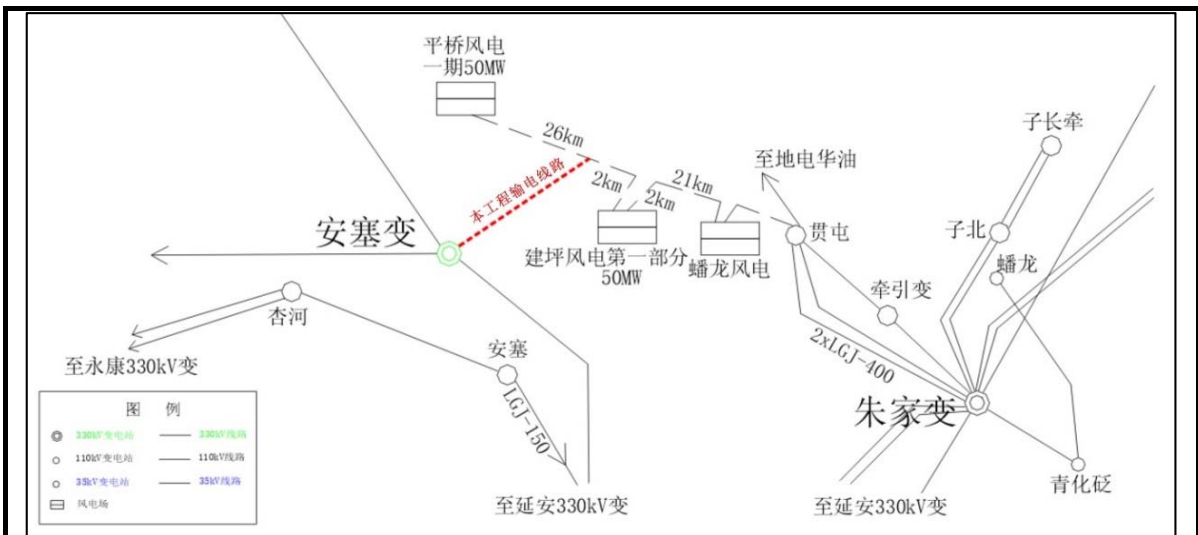 平桥风电
一期50MW
26km
子长牵
至地电华油
本工程输电线路
2km
21km
2km
安塞变
贯屯
子北
建坪风电第一部分
50MW
蟠龙风电
蟠龙
杏河
牵引变
2xLGJ-400
至永康330kV变
安塞
LGJ-150
朱家变
青化砭
至延安330kV变
至延安330kV变
图 例
330kV变电站 330kV线路
110kV变电站 110kV线路
35kV变电站 35kV线路
风电场